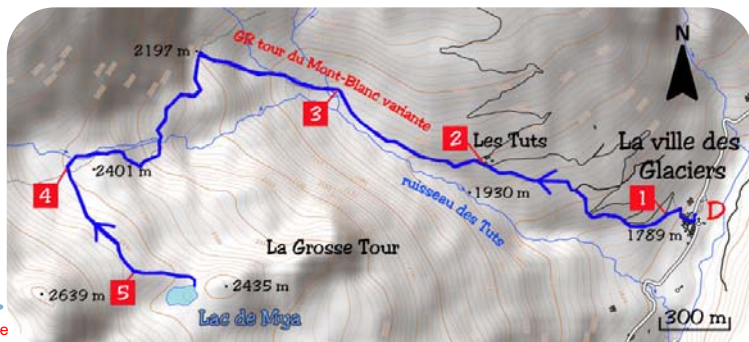 2197 m
GR tour du Mont-Blanc variante
N
3
2
Les Tuts
La ville des
Glaciers
1930 m
ruisseau des Tuts
1
D
1789 m
2401 m
4
La Grosse Tour
2639 m
5
2435 m
Lac de Mya
300 m
e